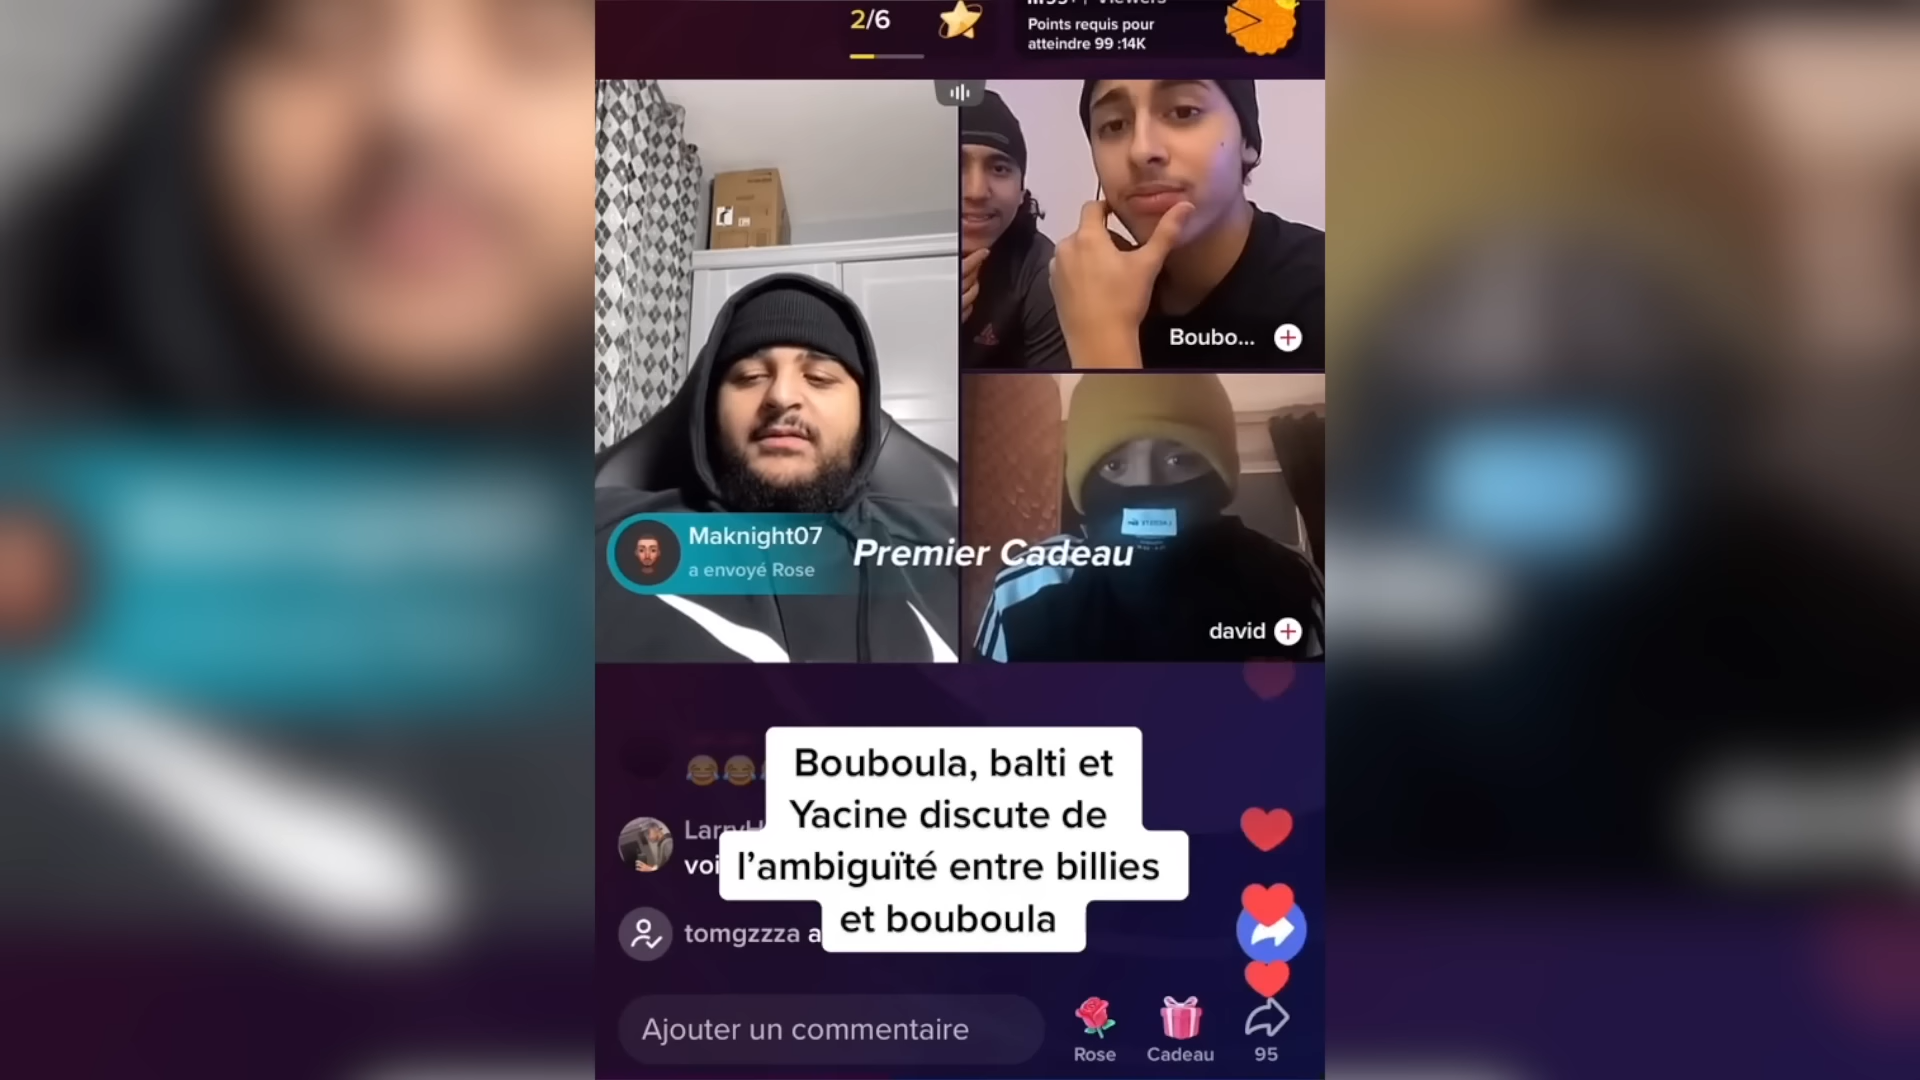 2/6
Points requis pour
atteindre 99 :14K
Boubo...
Maknight07
a envoyé Rose
Premier Cadeau
david
Bouboula, balti et
Yacine discute de
l'ambiguïté entre billies
et bouboula
voi
tomgzzza a
Ajouter un commentaire
Rose
Cadeau
95